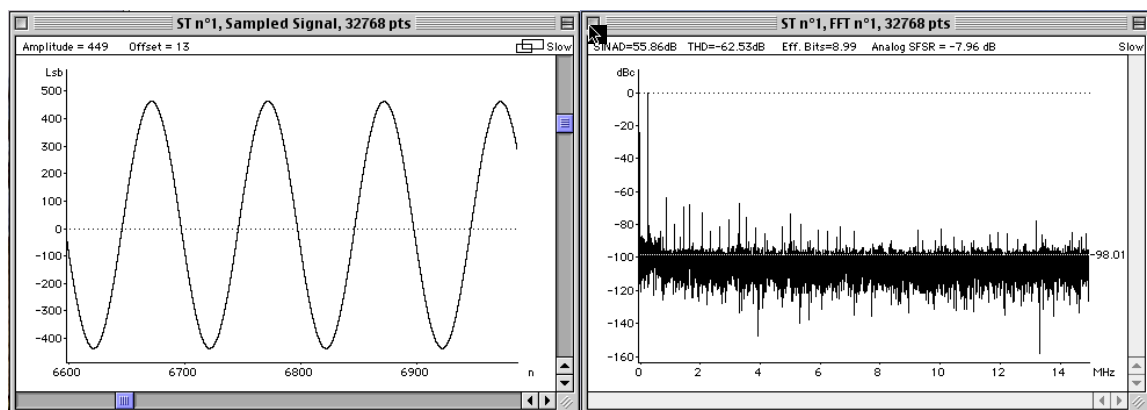 ST n°1, Sampled Signal, 32768 pts
Amplitude = 449 Offset = 13 Slow
Lsb
500
400
300
200
100
0
-100
-200
-300
-400
6600 6700 6800 6900 n
ST n°1, FFT n°1, 32768 pts
SINAD=55.86dB THD=-62.53dB Eff. Bits=8.99 Analog SFSR = -7.96 dB Slow
dBc
0
-20
-40
-60
-80
-100
-120
-140
-160
-98.01
0 2 4 6 8 10 12 14 MHz